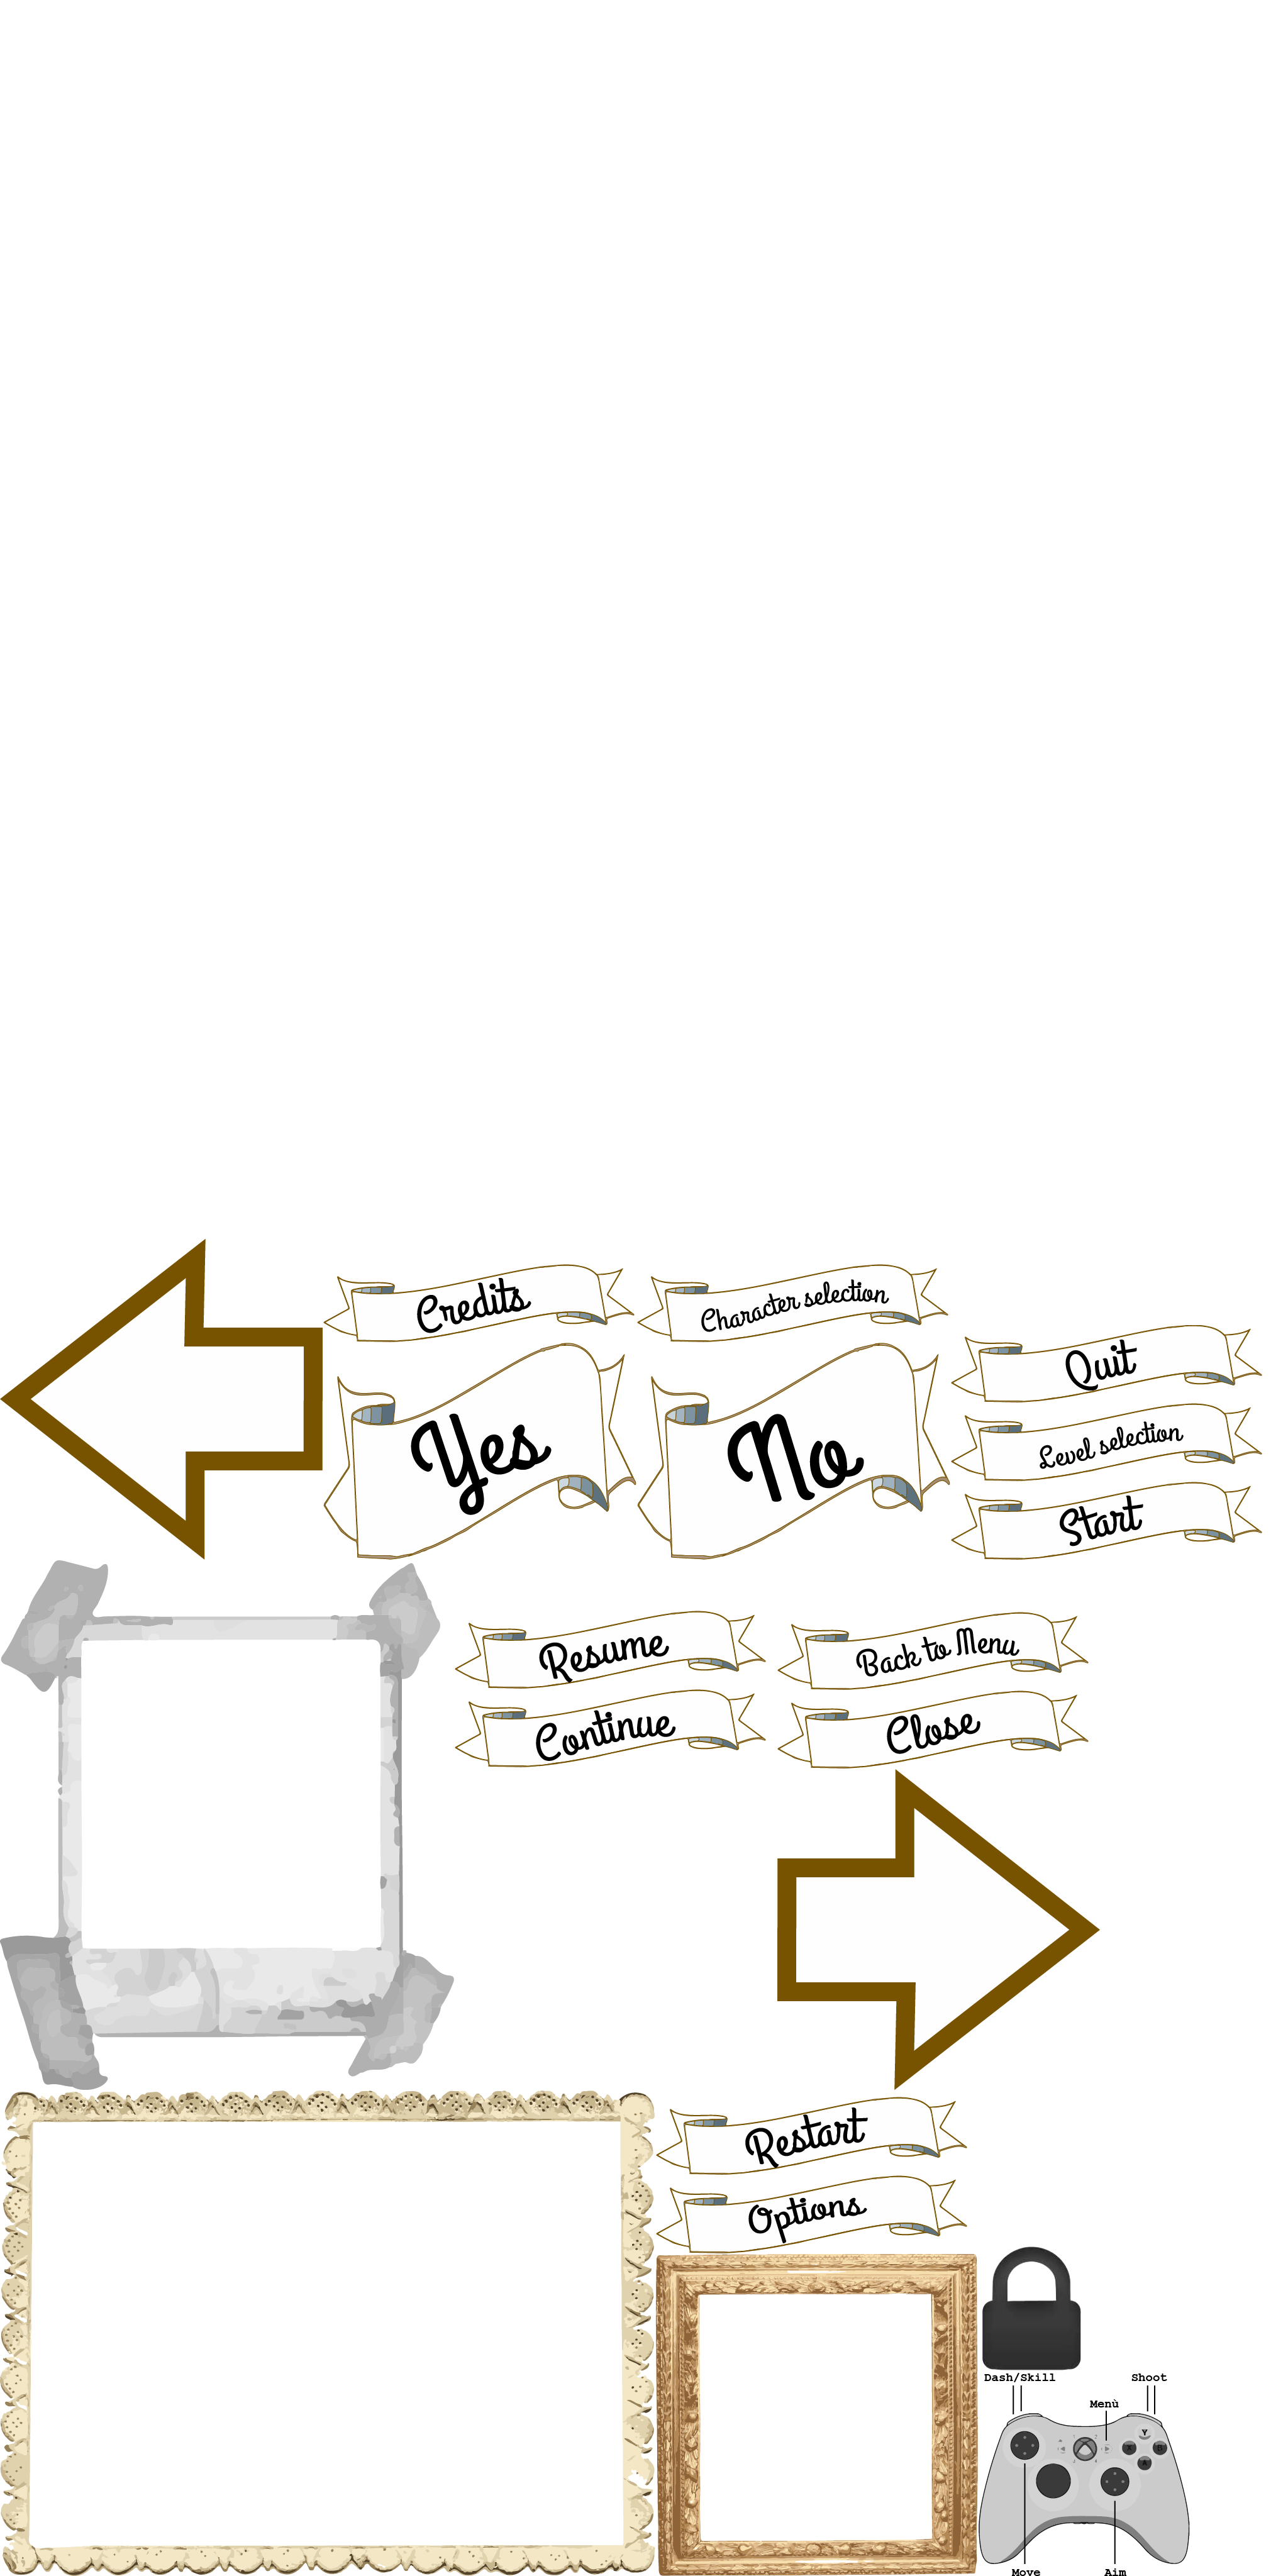 Credits
Character selection
Quit
Yes
No
Level selection
Start
Resume
Back to Menu
Continue
Close
Restart
Options
Dash/Skill
Shoot
Menù
Y
X
B
A
Move
Aim